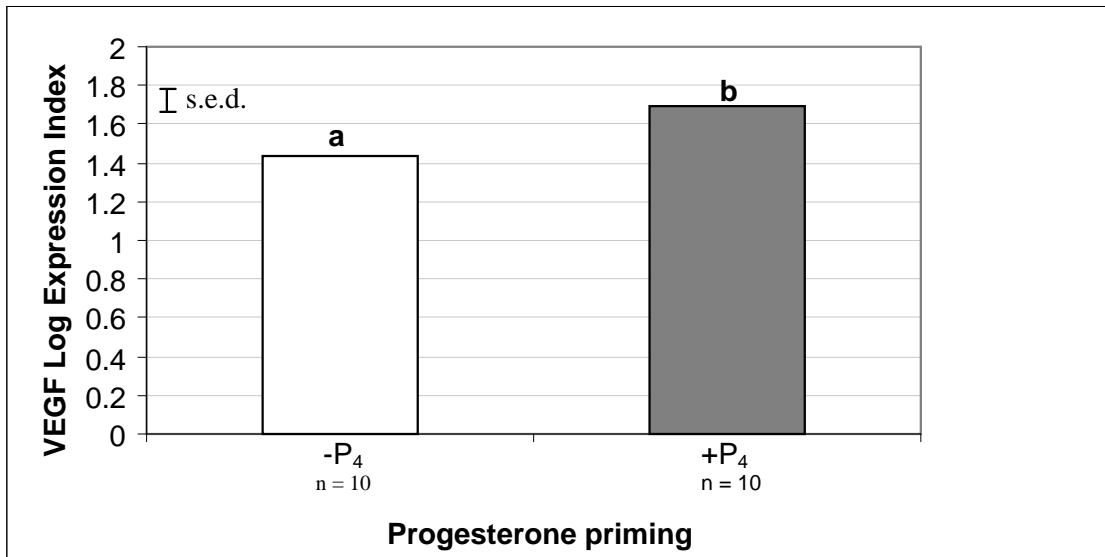 VEGF Log Expression Index
2
1.8
1.6
1.4
1.2
1
0.8
0.6
0.4
0.2
0
s.e.d.
a
b
-P₄
n = 10
+P₄
n = 10
Progesterone priming